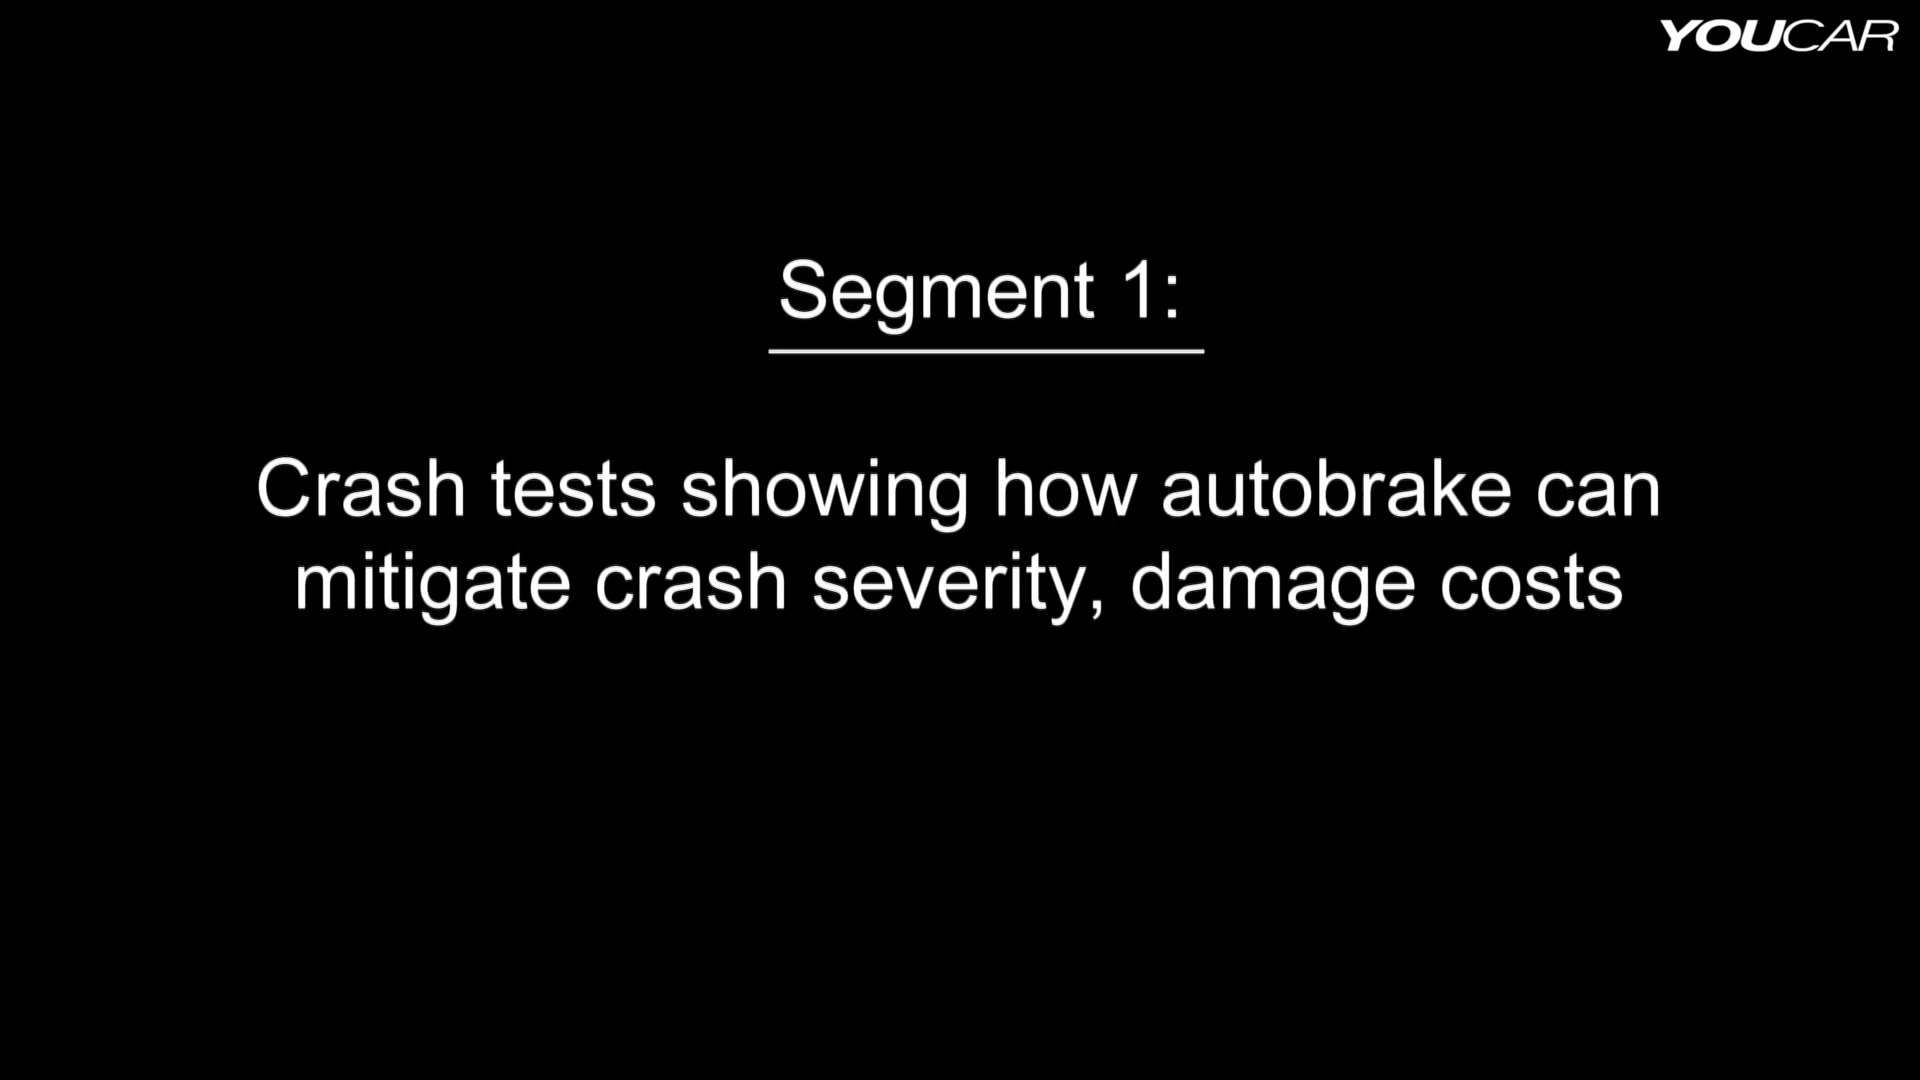 YOUCAR
Segment 1:
Crash tests showing how autobrake can
mitigate crash severity, damage costs